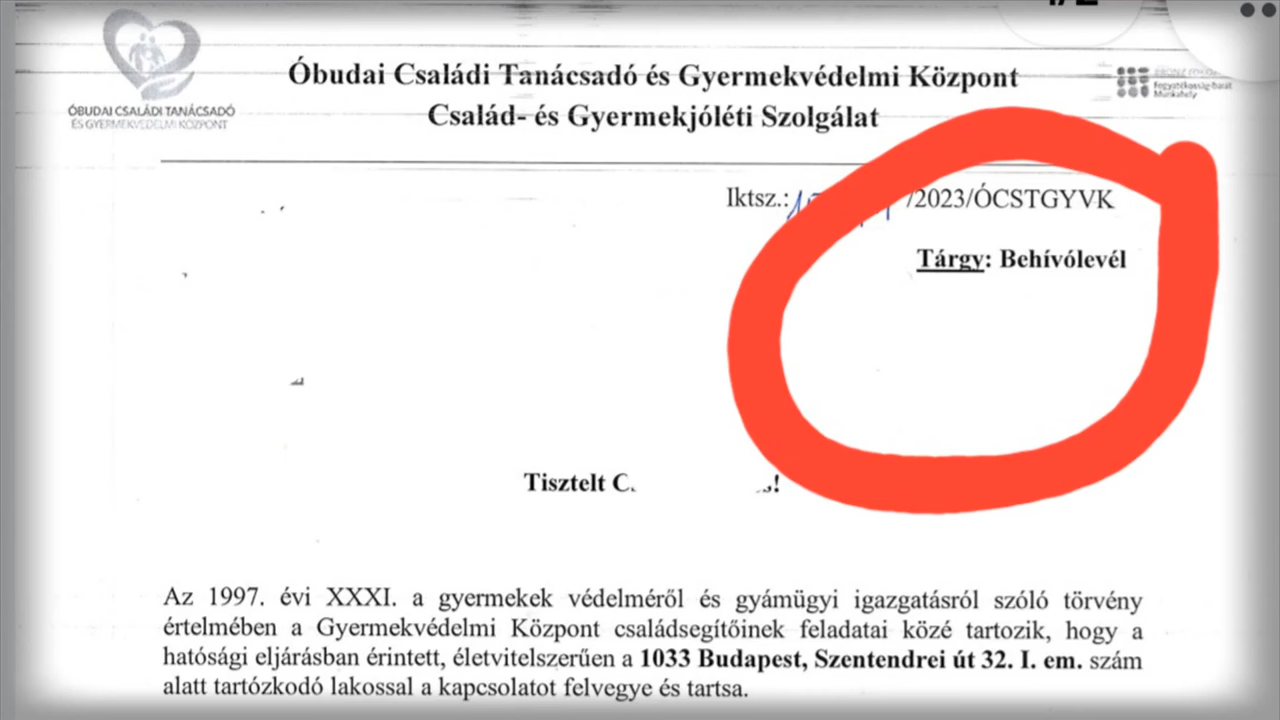 Óbudai Családi Tanácsadó és Gyermekvédelmi Központ
Család- és Gyermekjóléti Szolgálat
ÓBUDAI CSALÁDI TANÁCSADÓ
ÉS GYERMEKVÉDELMI KÖZPONT
Fogyatékosság-barát
Munkahely
Iktsz.: /2023/ÓCSTGYVK
Tárgy: Behívólevél
Tisztelt C. !
Az 1997. évi XXXI. a gyermekek védelméről és gyámügyi igazgatásról szóló törvény
értelmében a Gyermekvédelmi Központ családsegítőinek feladatai közé tartozik, hogy a
hatósági eljárásban érintett, életvitelszerűen a 1033 Budapest, Szentendrei út 32. I. em. szám
alatt tartózkodó lakossal a kapcsolatot felvegye és tartsa.